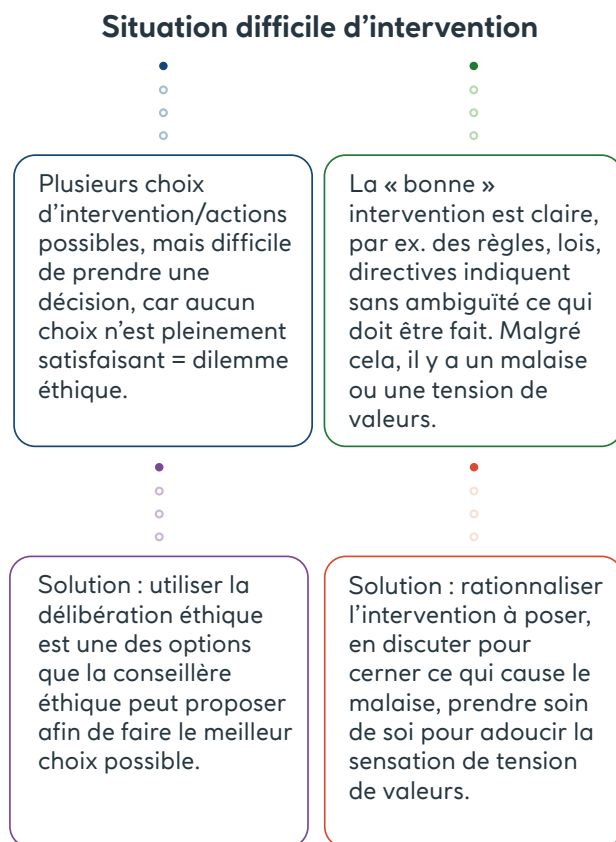 Situation difficile d’intervention
Plusieurs choix
d’intervention/actions
possibles, mais difficile
de prendre une
décision, car aucun
choix n’est pleinement
satisfaisant = dilemme
éthique.
La « bonne »
intervention est claire,
par ex. des règles, lois,
directives indiquent
sans ambiguïté ce qui
doit être fait. Malgré
cela, il y a un malaise
ou une tension de
valeurs.
Solution : utiliser la
délibération éthique
est une des options
que la conseillère
éthique peut proposer
afin de faire le meilleur
choix possible.
Solution : rationnaliser
l’intervention à poser,
en discuter pour
cerner ce qui cause le
malaise, prendre soin
de soi pour adoucir la
sensation de tension
de valeurs.